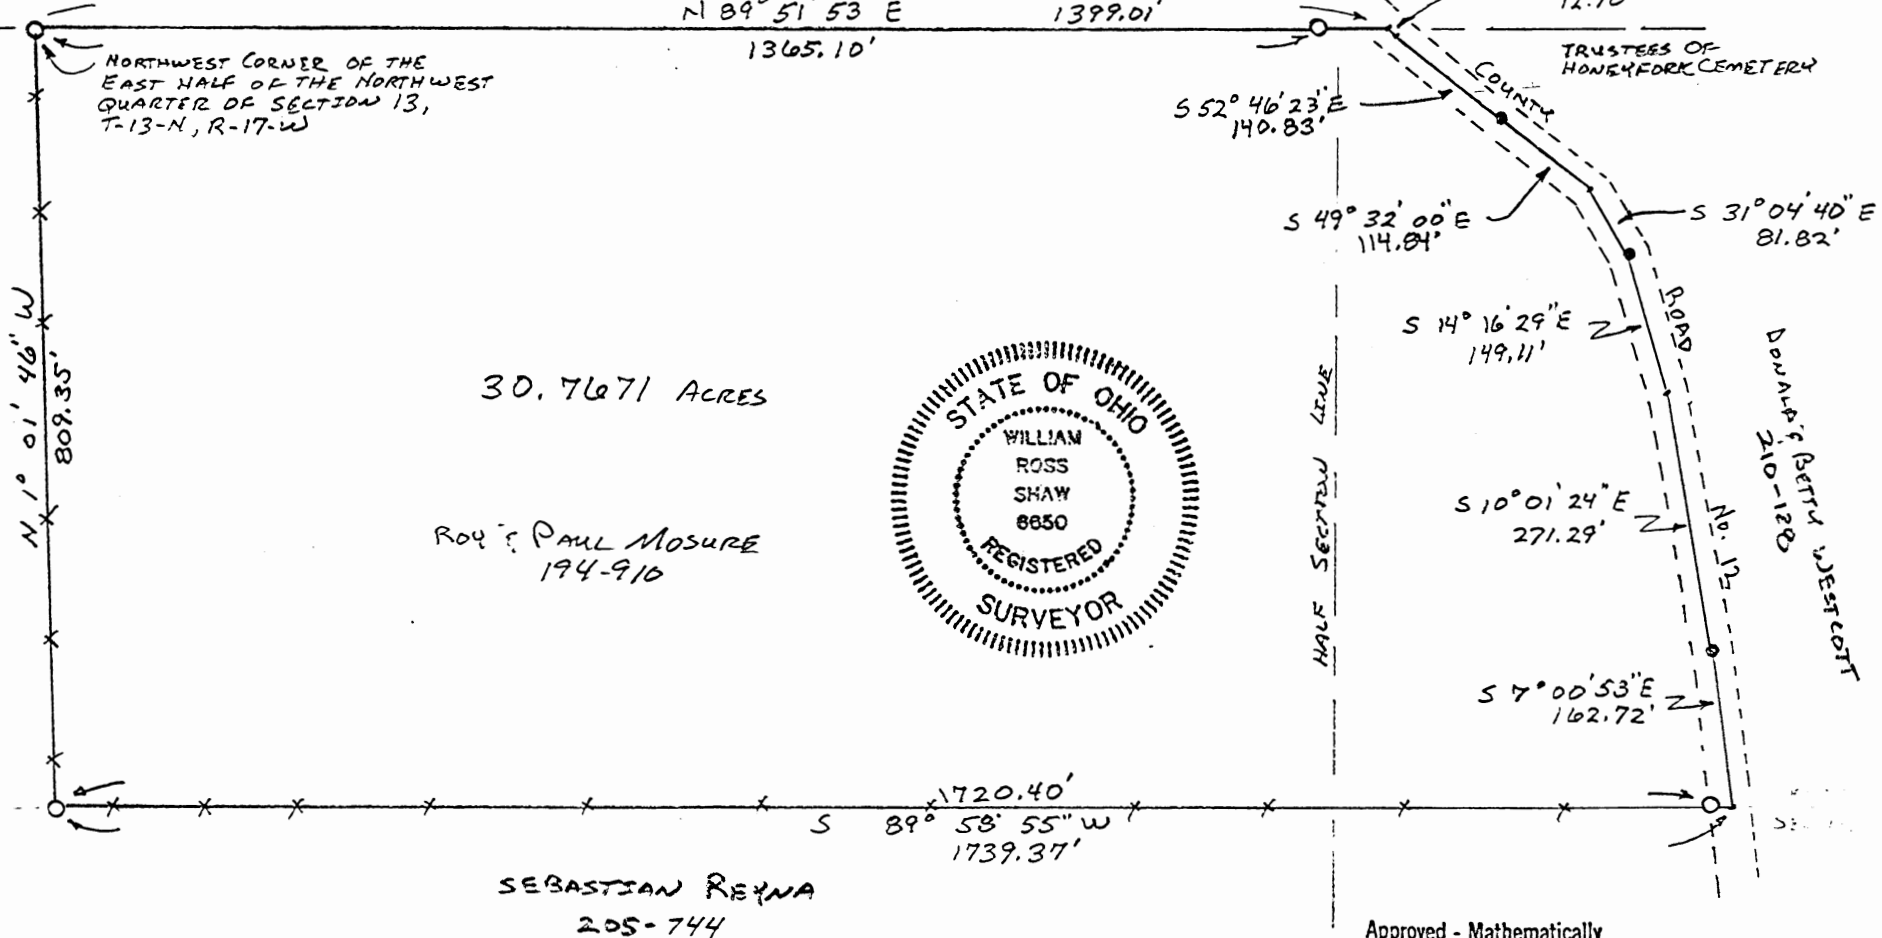 N 89° 51' 53 E 1399.01'
1365.10'
NORTHWEST CORNER OF THE
EAST HALF OF THE NORTHWEST
QUARTER OF SECTION 13,
T-13-N, R-17-W
TRUSTEES OF
HONEYFORK CEMETERY
COUNTY
S 52° 46' 23" E
140.83'
S 49° 32' 00" E
114.84'
S 31° 04' 40" E
81.82'
ROAD
S 14° 16' 29" E
149.11'
DONALD & BETTY WESTCOTT
210-128
N 1° 01' 46" W
809.35'
30.7671 ACRES
STATE OF OHIO
WILLIAM
ROSS
SHAW
6650
REGISTERED
SURVEYOR
HALF SECTION LINE
ROY & PAUL MOSURE
194-910
S 10° 01' 24" E
271.29'
No. 12
S 7° 00' 53" E
162.72'
1720.40'
S 89° 58' 55" W
1739.37'
SEBASTIAN REYNA
205-744
Approved - Mathematically